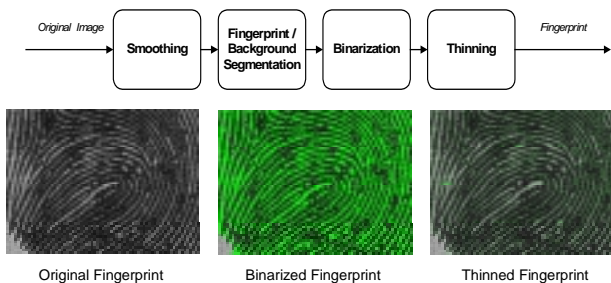 Original Image
Smoothing
Fingerprint /
Background
Segmentation
Binarization
Thinning
Fingerprint
Original Fingerprint
Binarized Fingerprint
Thinned Fingerprint